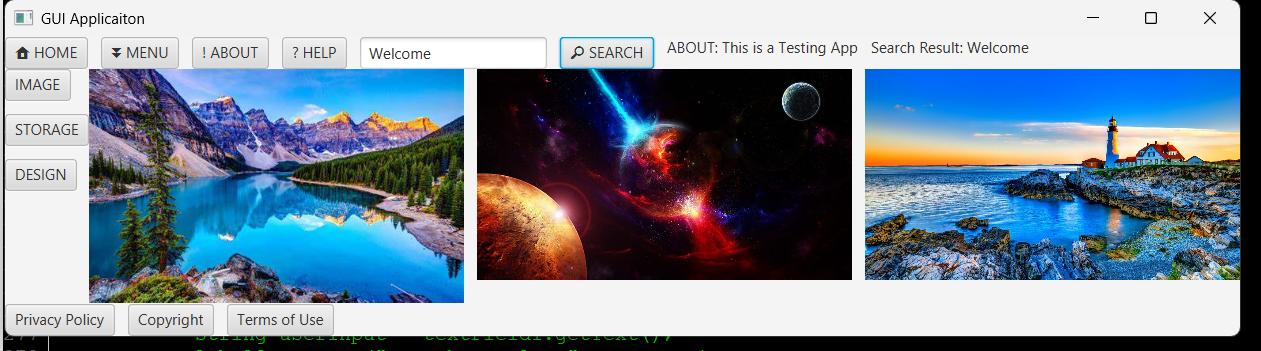 GUI Applicaiton
HOME MENU ! ABOUT ? HELP Welcome SEARCH ABOUT: This is a Testing App Search Result: Welcome
IMAGE
STORAGE
DESIGN
Privacy Policy Copyright Terms of Use